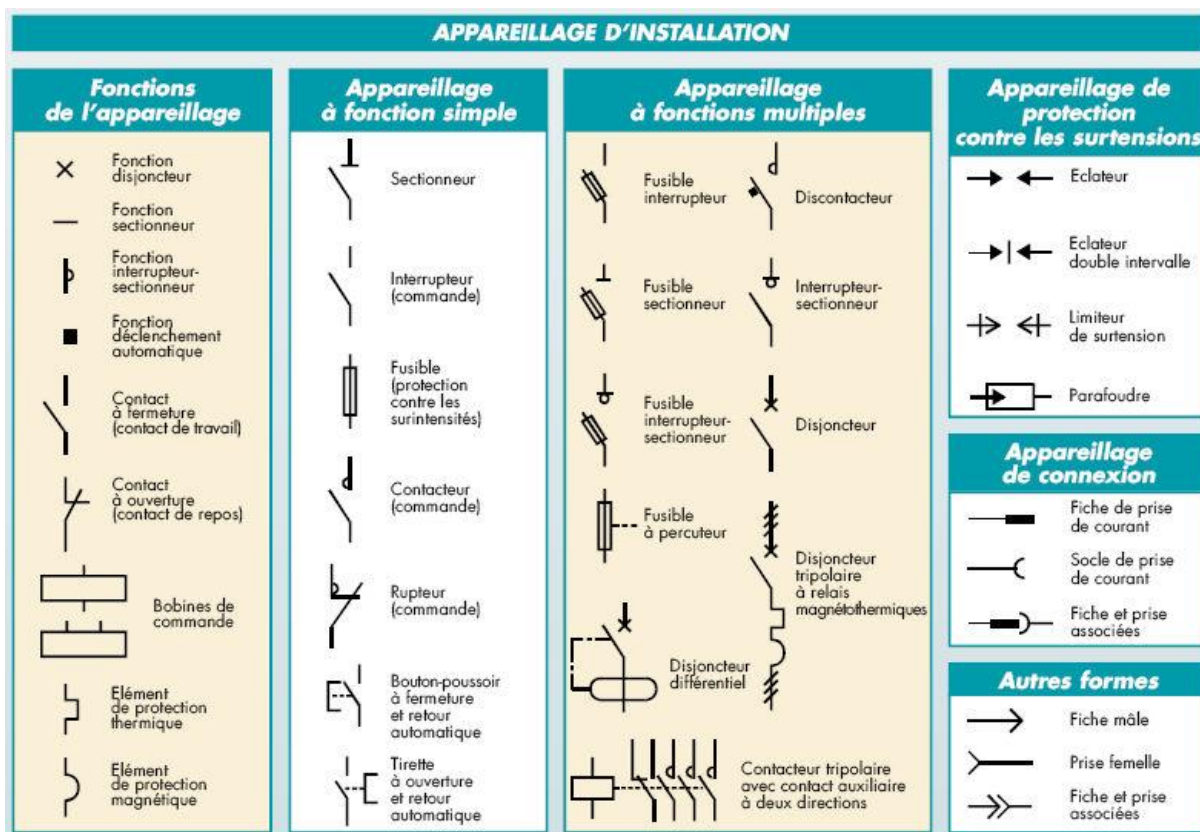 APPAREILLAGE D'INSTALLATION
Fonctions
de l'appareillage
Fonction
disjoncteur
Fonction
sectionneur
Fonction
interrupteur-
sectionneur
Fonction
déclenchement
automatique
Contact
à fermeture
(contact de travail)
Contact
à ouverture
(contact de repos)
Bobines de
commande
Elément
de protection
thermique
Elément
de protection
magnétique
Appareillage
à fonction simple
Sectionneur
Interrupteur
(commande)
Fusible
(protection
contre les
surintensités)
Contacteur
(commande)
Rupteur
(commande)
Bouton-poussoir
à fermeture
et retour
automatique
Tirette
à ouverture
et retour
automatique
Appareillage
à fonctions multiples
Fusible
interrupteur
Fusible
sectionneur
Fusible
interrupteur-
sectionneur
Fusible
à percuteur
Discontacteur
Interrupteur-
sectionneur
Disjoncteur
Disjoncteur
tripolaire
à relais
magnétothermiques
Disjoncteur
différentiel
Contacteur tripolaire
avec contact auxiliaire
à deux directions
Appareillage de
protection
contre les surtensions
Eclateur
Eclateur
double intervalle
Limiteur
de surtension
Parafoudre
Appareillage
de connexion
Fiche de prise
de courant
Socle de prise
de courant
Fiche et prise
associées
Autres formes
Fiche mâle
Prise femelle
Fiche et prise
associées